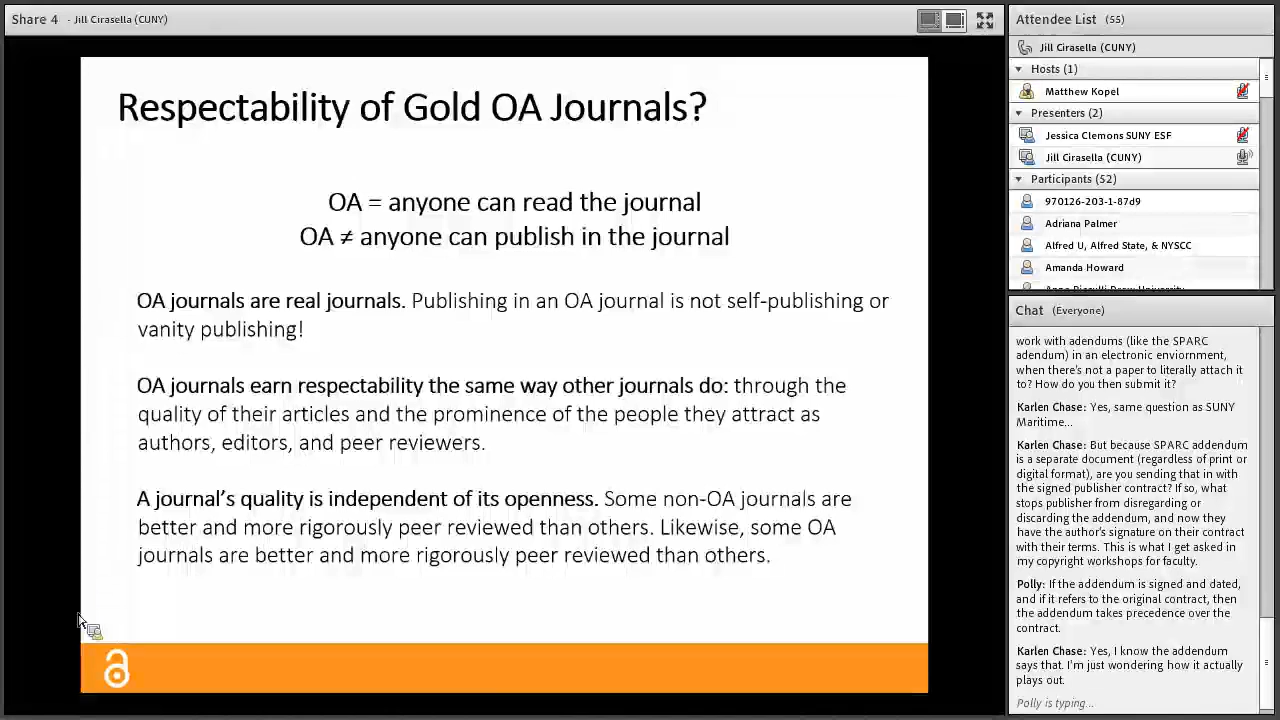 Share 4 - Jill Cirasella (CUNY)
Respectability of Gold OA Journals?
OA = anyone can read the journal
OA ≠ anyone can publish in the journal
OA journals are real journals. Publishing in an OA journal is not self-publishing or
vanity publishing!
OA journals earn respectability the same way other journals do: through the
quality of their articles and the prominence of the people they attract as
authors, editors, and peer reviewers.
A journal's quality is independent of its openness. Some non-OA journals are
better and more rigorously peer reviewed than others. Likewise, some OA
journals are better and more rigorously peer reviewed than others.
Attendee List (55)
Jill Cirasella (CUNY)
Hosts (1)
Matthew Kopel
Presenters (2)
Jessica Clemons SUNY ESF
Jill Cirasella (CUNY)
Participants (52)
970126-203-1-87d9
Adriana Palmer
Alfred U, Alfred State, & NYSCC
Amanda Howard
Chat (Everyone)
work with adendums (like the SPARC
adendum) in an electronic enviornment,
when there's not a paper to literally attach it
to? How do you then submit it?
Karlen Chase: Yes, same question as SUNY
Maritime...
Karlen Chase: But because SPARC addendum
is a separate document (regardless of print or
digital format), are you sending that in with
the signed publisher contract? If so, what
stops publisher from disregarding or
discarding the addendum, and now they
have the author's signature on their contract
with their terms. This is what I get asked in
my copyright workshops for faculty.
Polly: If the addendum is signed and dated,
and if it refers to the original contract, then
the addendum takes precedence over the
contract.
Karlen Chase: Yes, I know the addendum
says that. I'm just wondering how it actually
plays out.
Polly is typing...